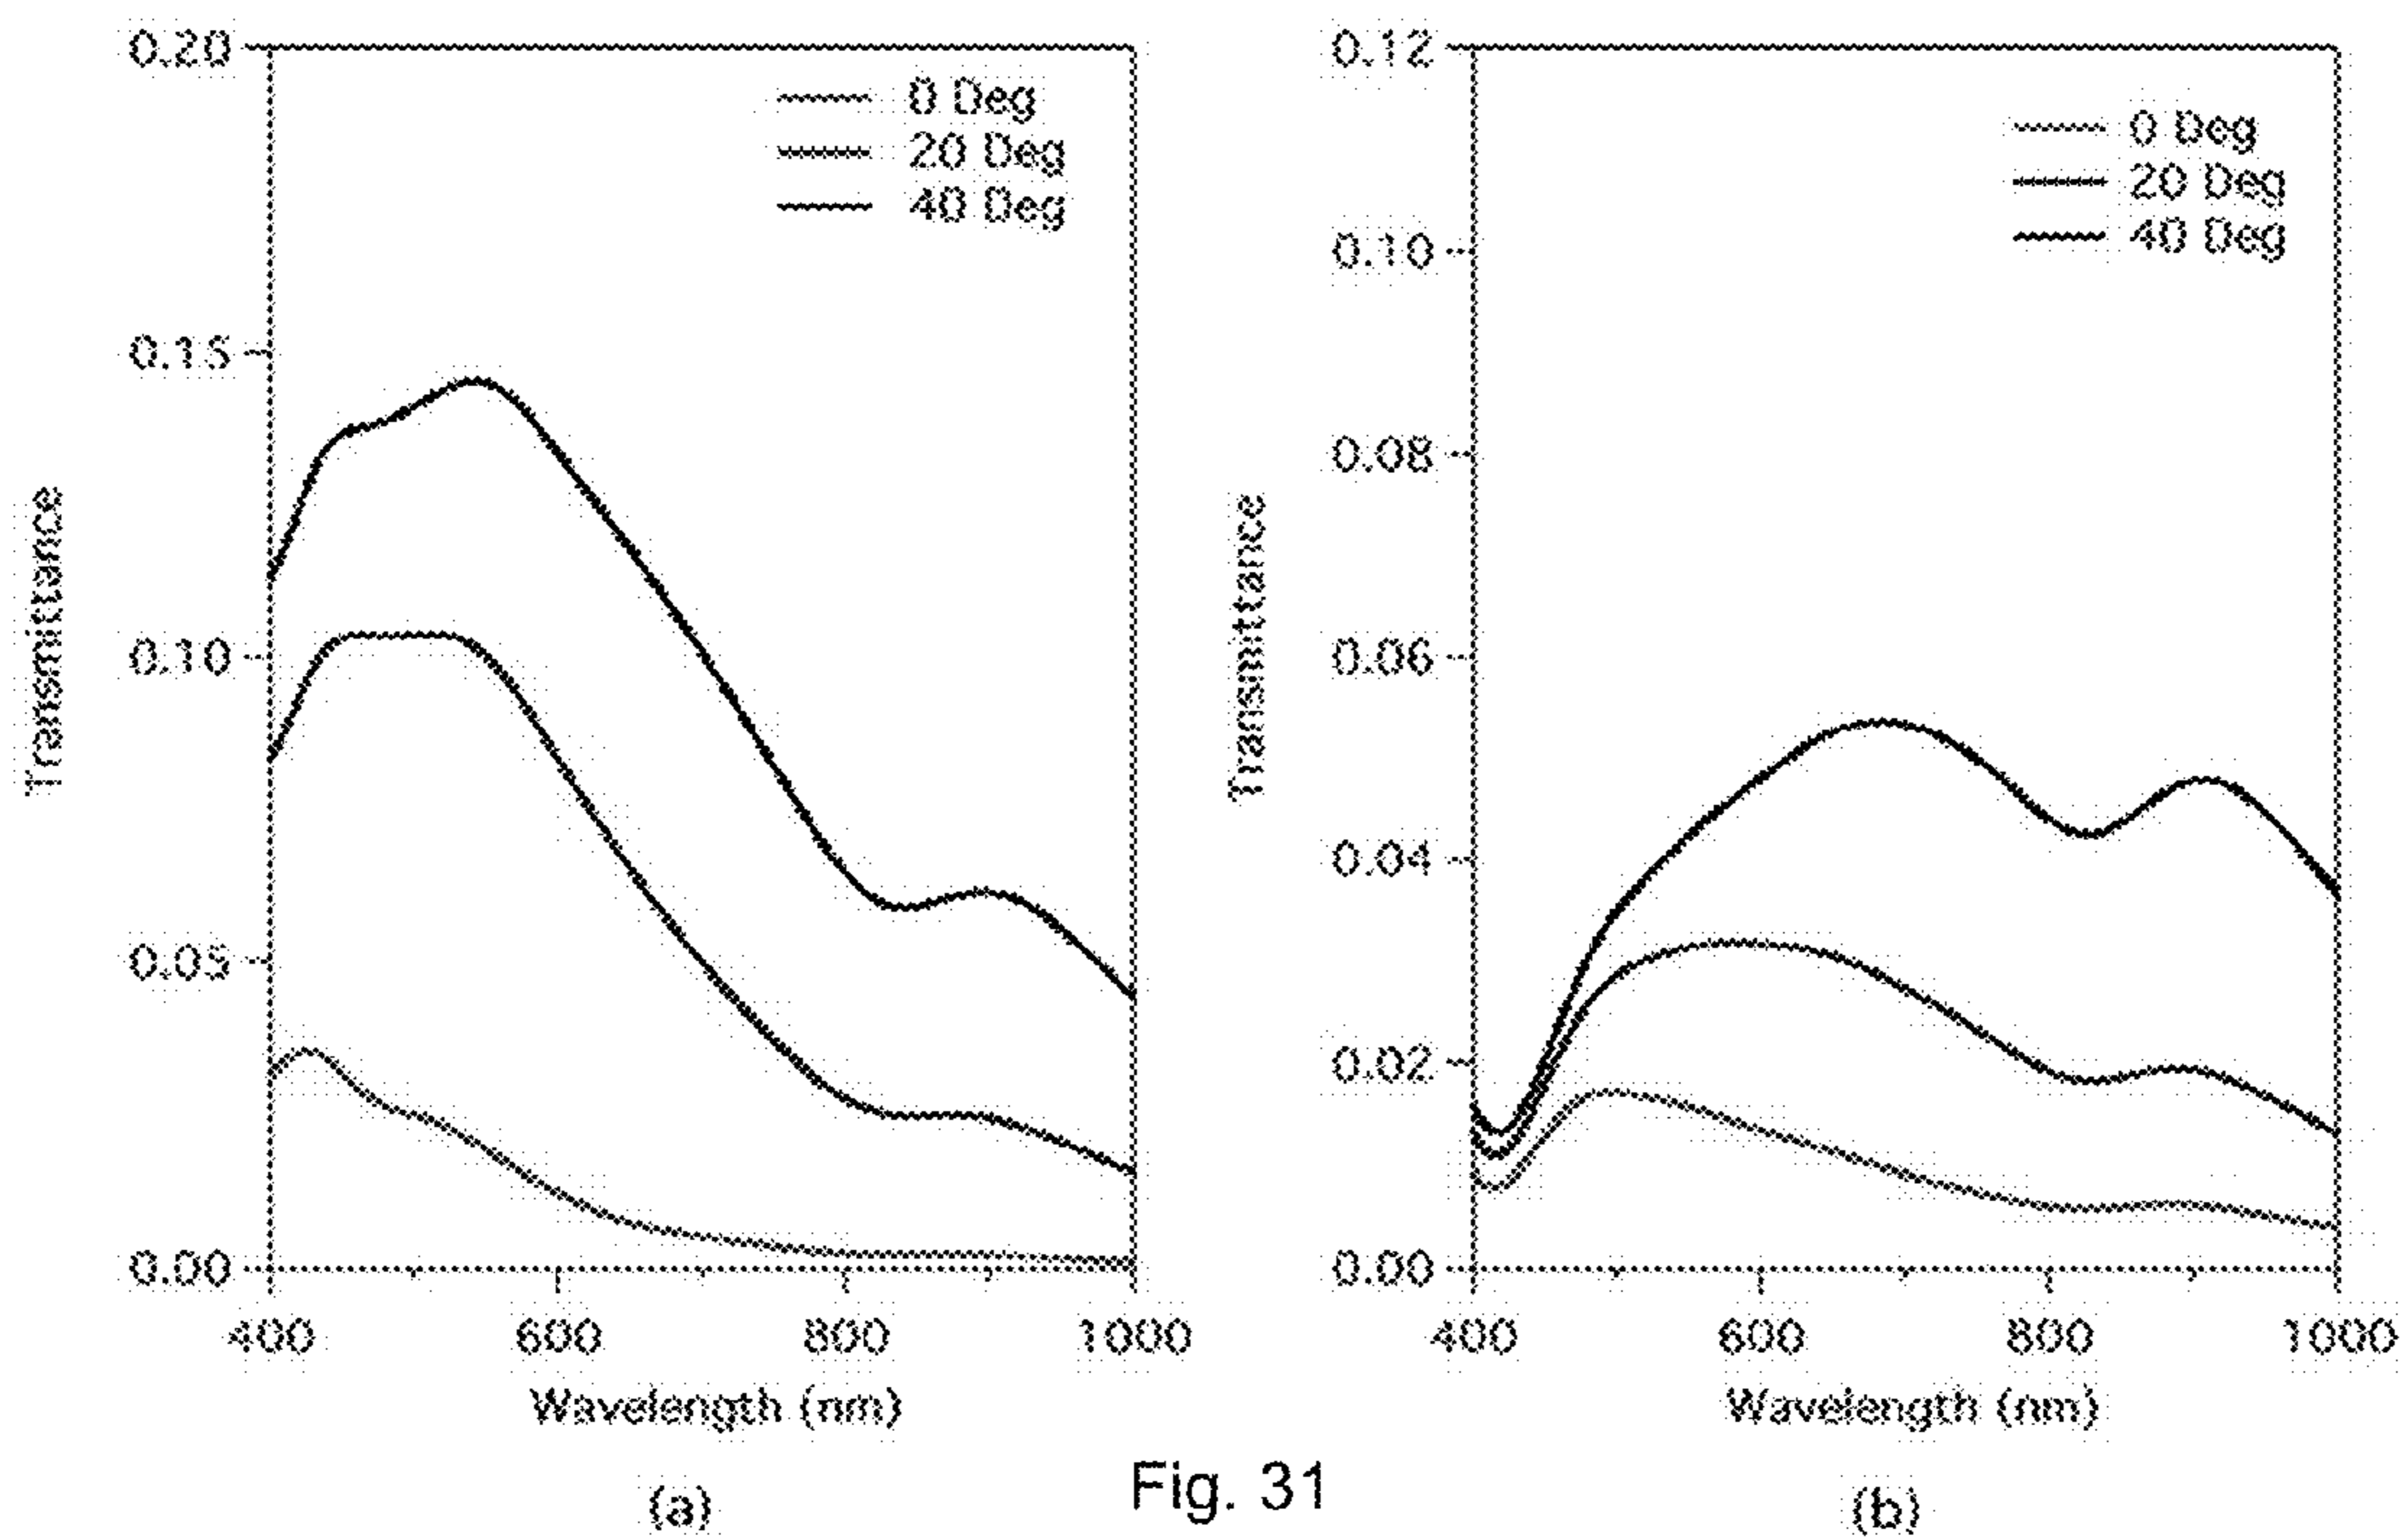 0.20
0.15
0.10
0.05
0.00
Transmittance
0 Deg
20 Deg
40 Deg
400 600 800 1000
Wavelength (nm)
(a)
0.12
0.10
0.08
0.06
0.04
0.02
0.00
Transmittance
0 Deg
20 Deg
40 Deg
400 600 800 1000
Wavelength (nm)
(b)
Fig. 31